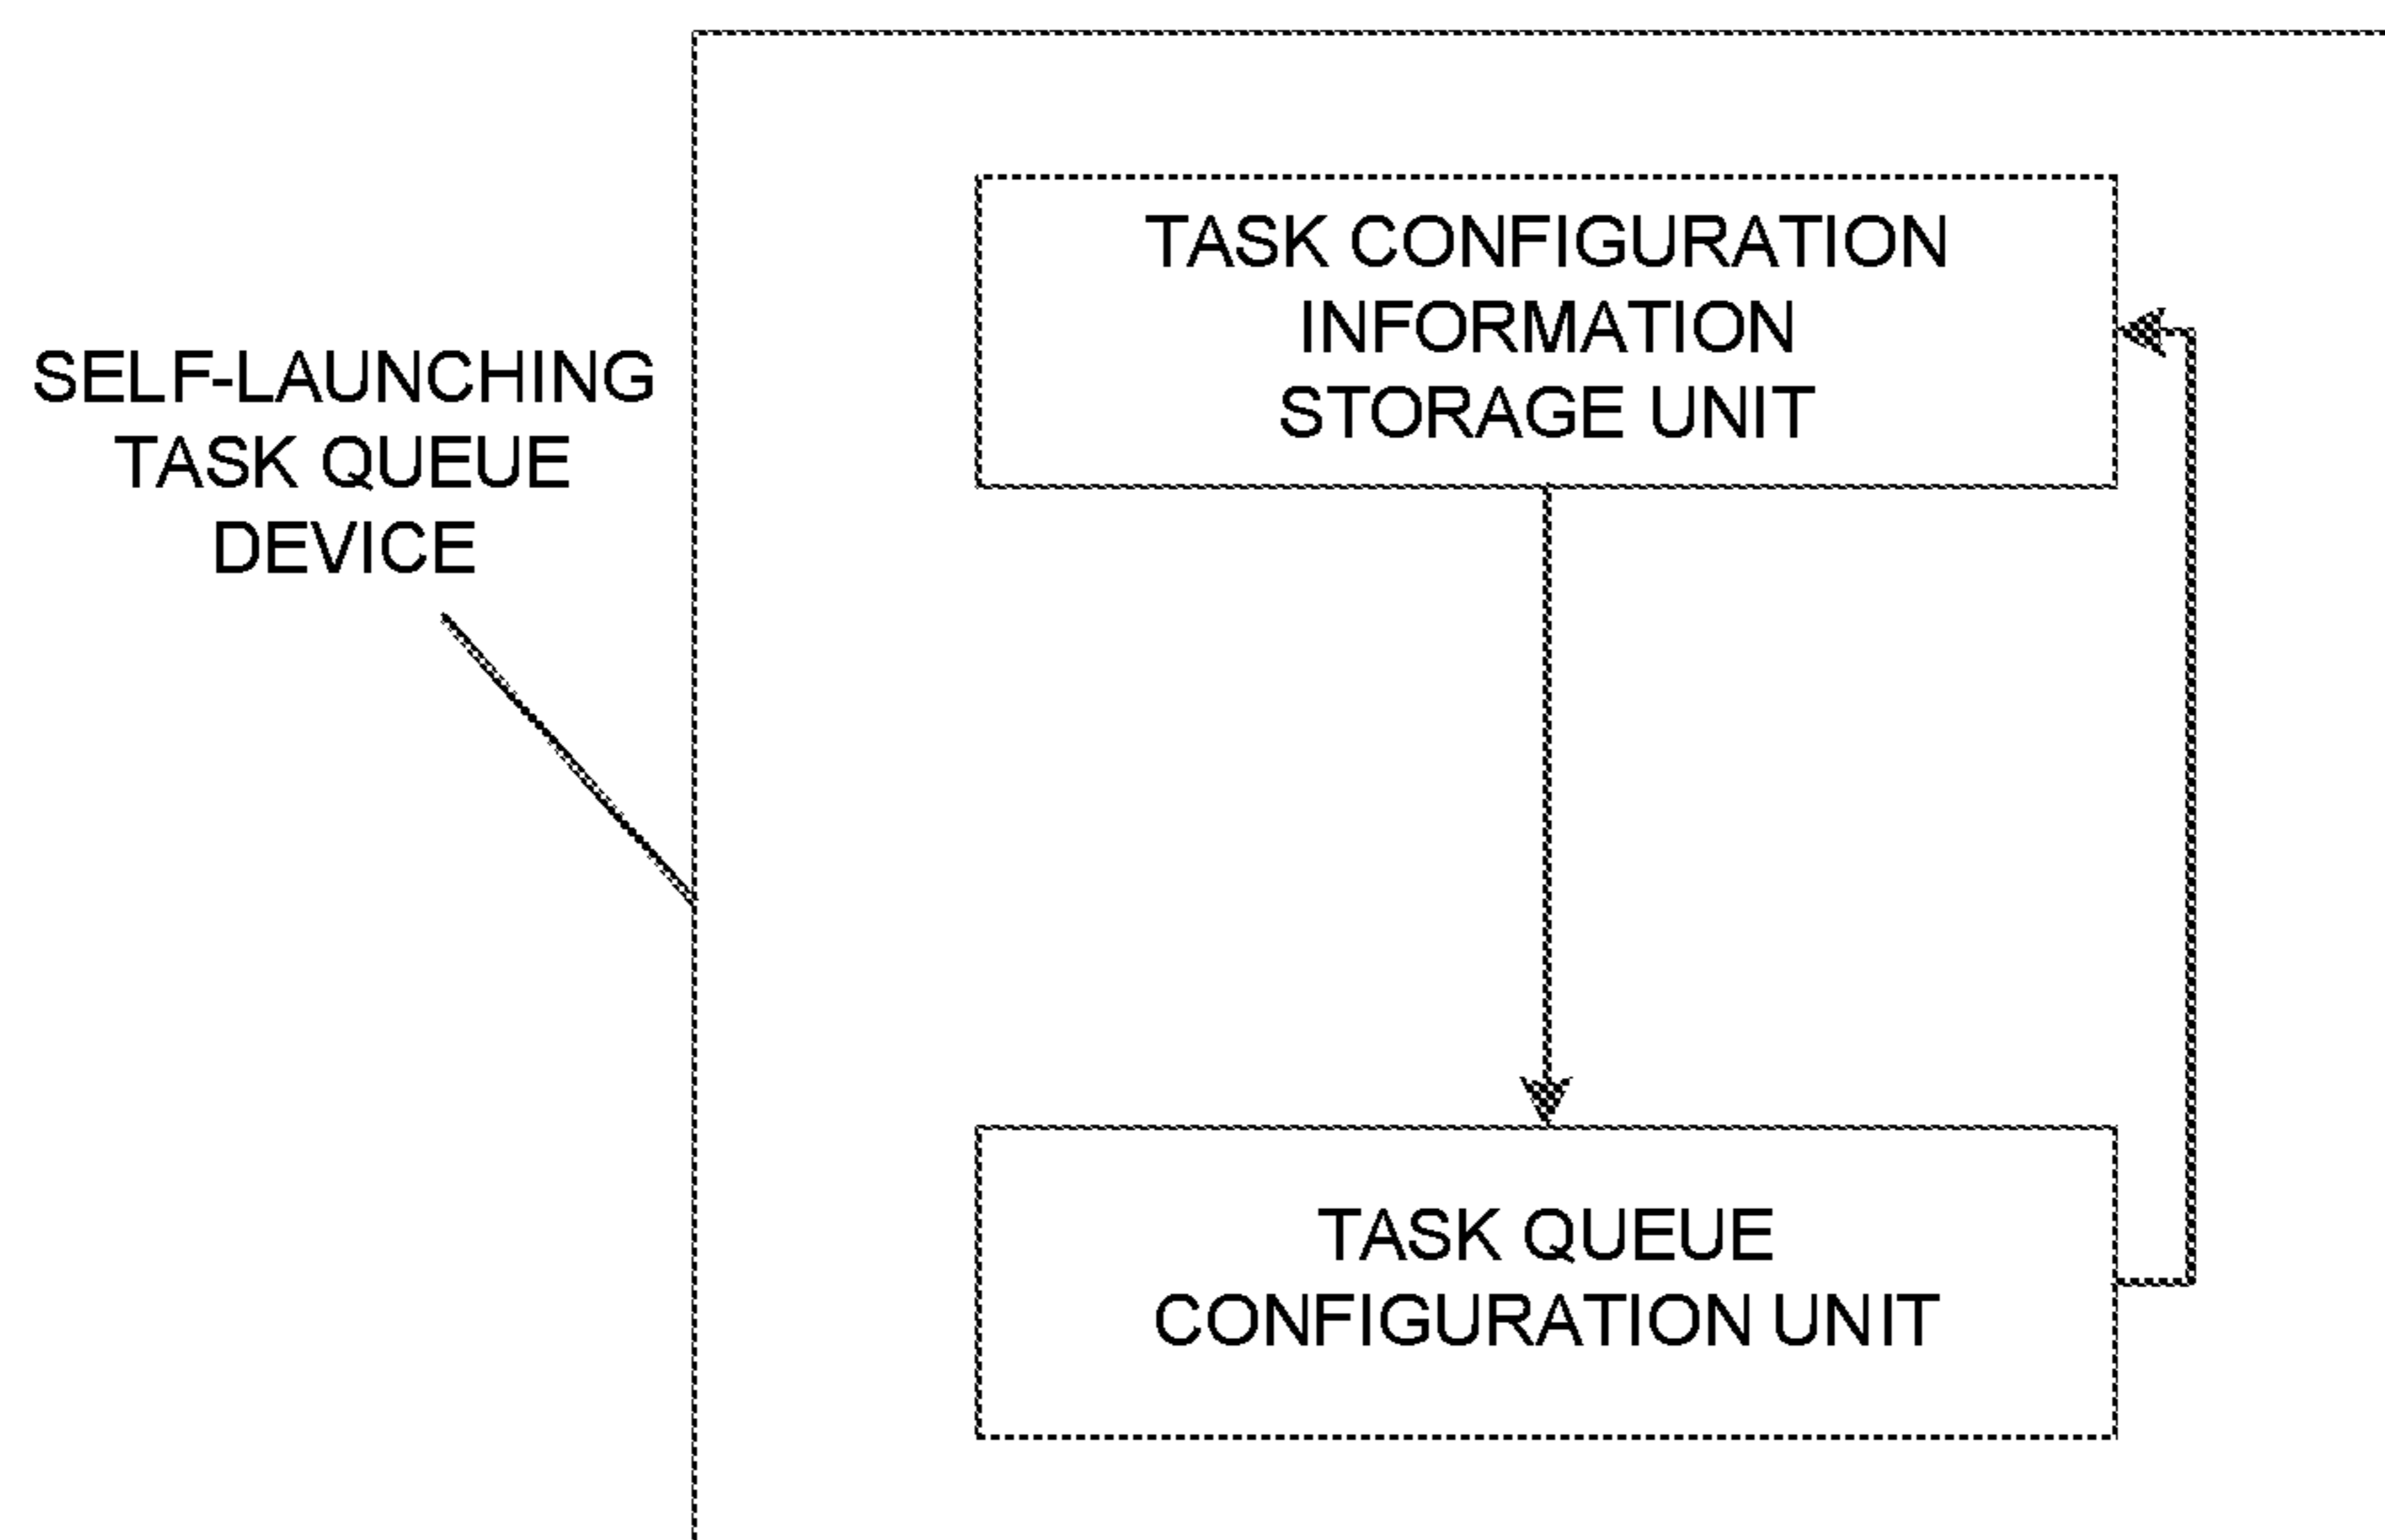 SELF-LAUNCHING
TASK QUEUE
DEVICE
TASK CONFIGURATION
INFORMATION
STORAGE UNIT
TASK QUEUE
CONFIGURATION UNIT